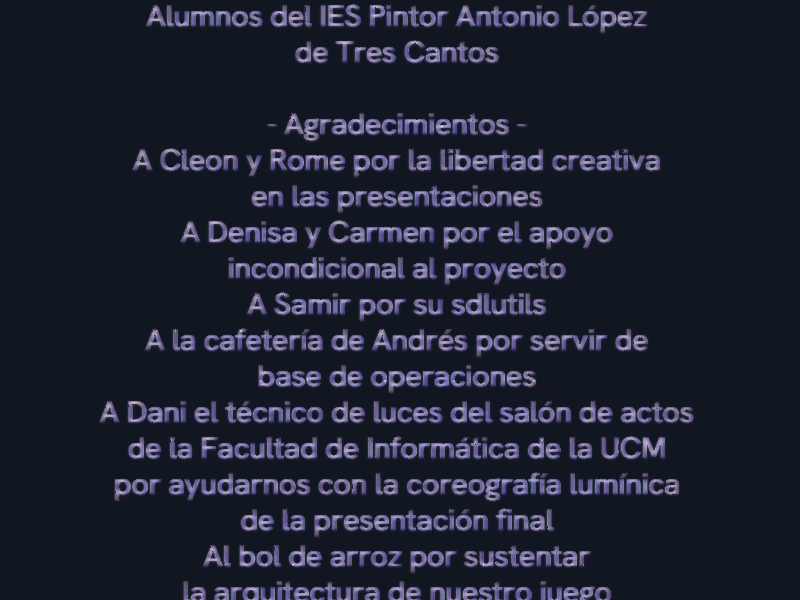 Alumnos del IES Pintor Antonio López
de Tres Cantos
- Agradecimientos -
A Cleon y Rome por la libertad creativa
en las presentaciones
A Denisa y Carmen por el apoyo
incondicional al proyecto
A Samir por su sdlutils
A la cafetería de Andrés por servir de
base de operaciones
A Dani el técnico de luces del salón de actos
de la Facultad de Informática de la UCM
por ayudarnos con la coreografía lumínica
de la presentación final
Al bol de arroz por sustentar
la arquitectura de nuestro juego